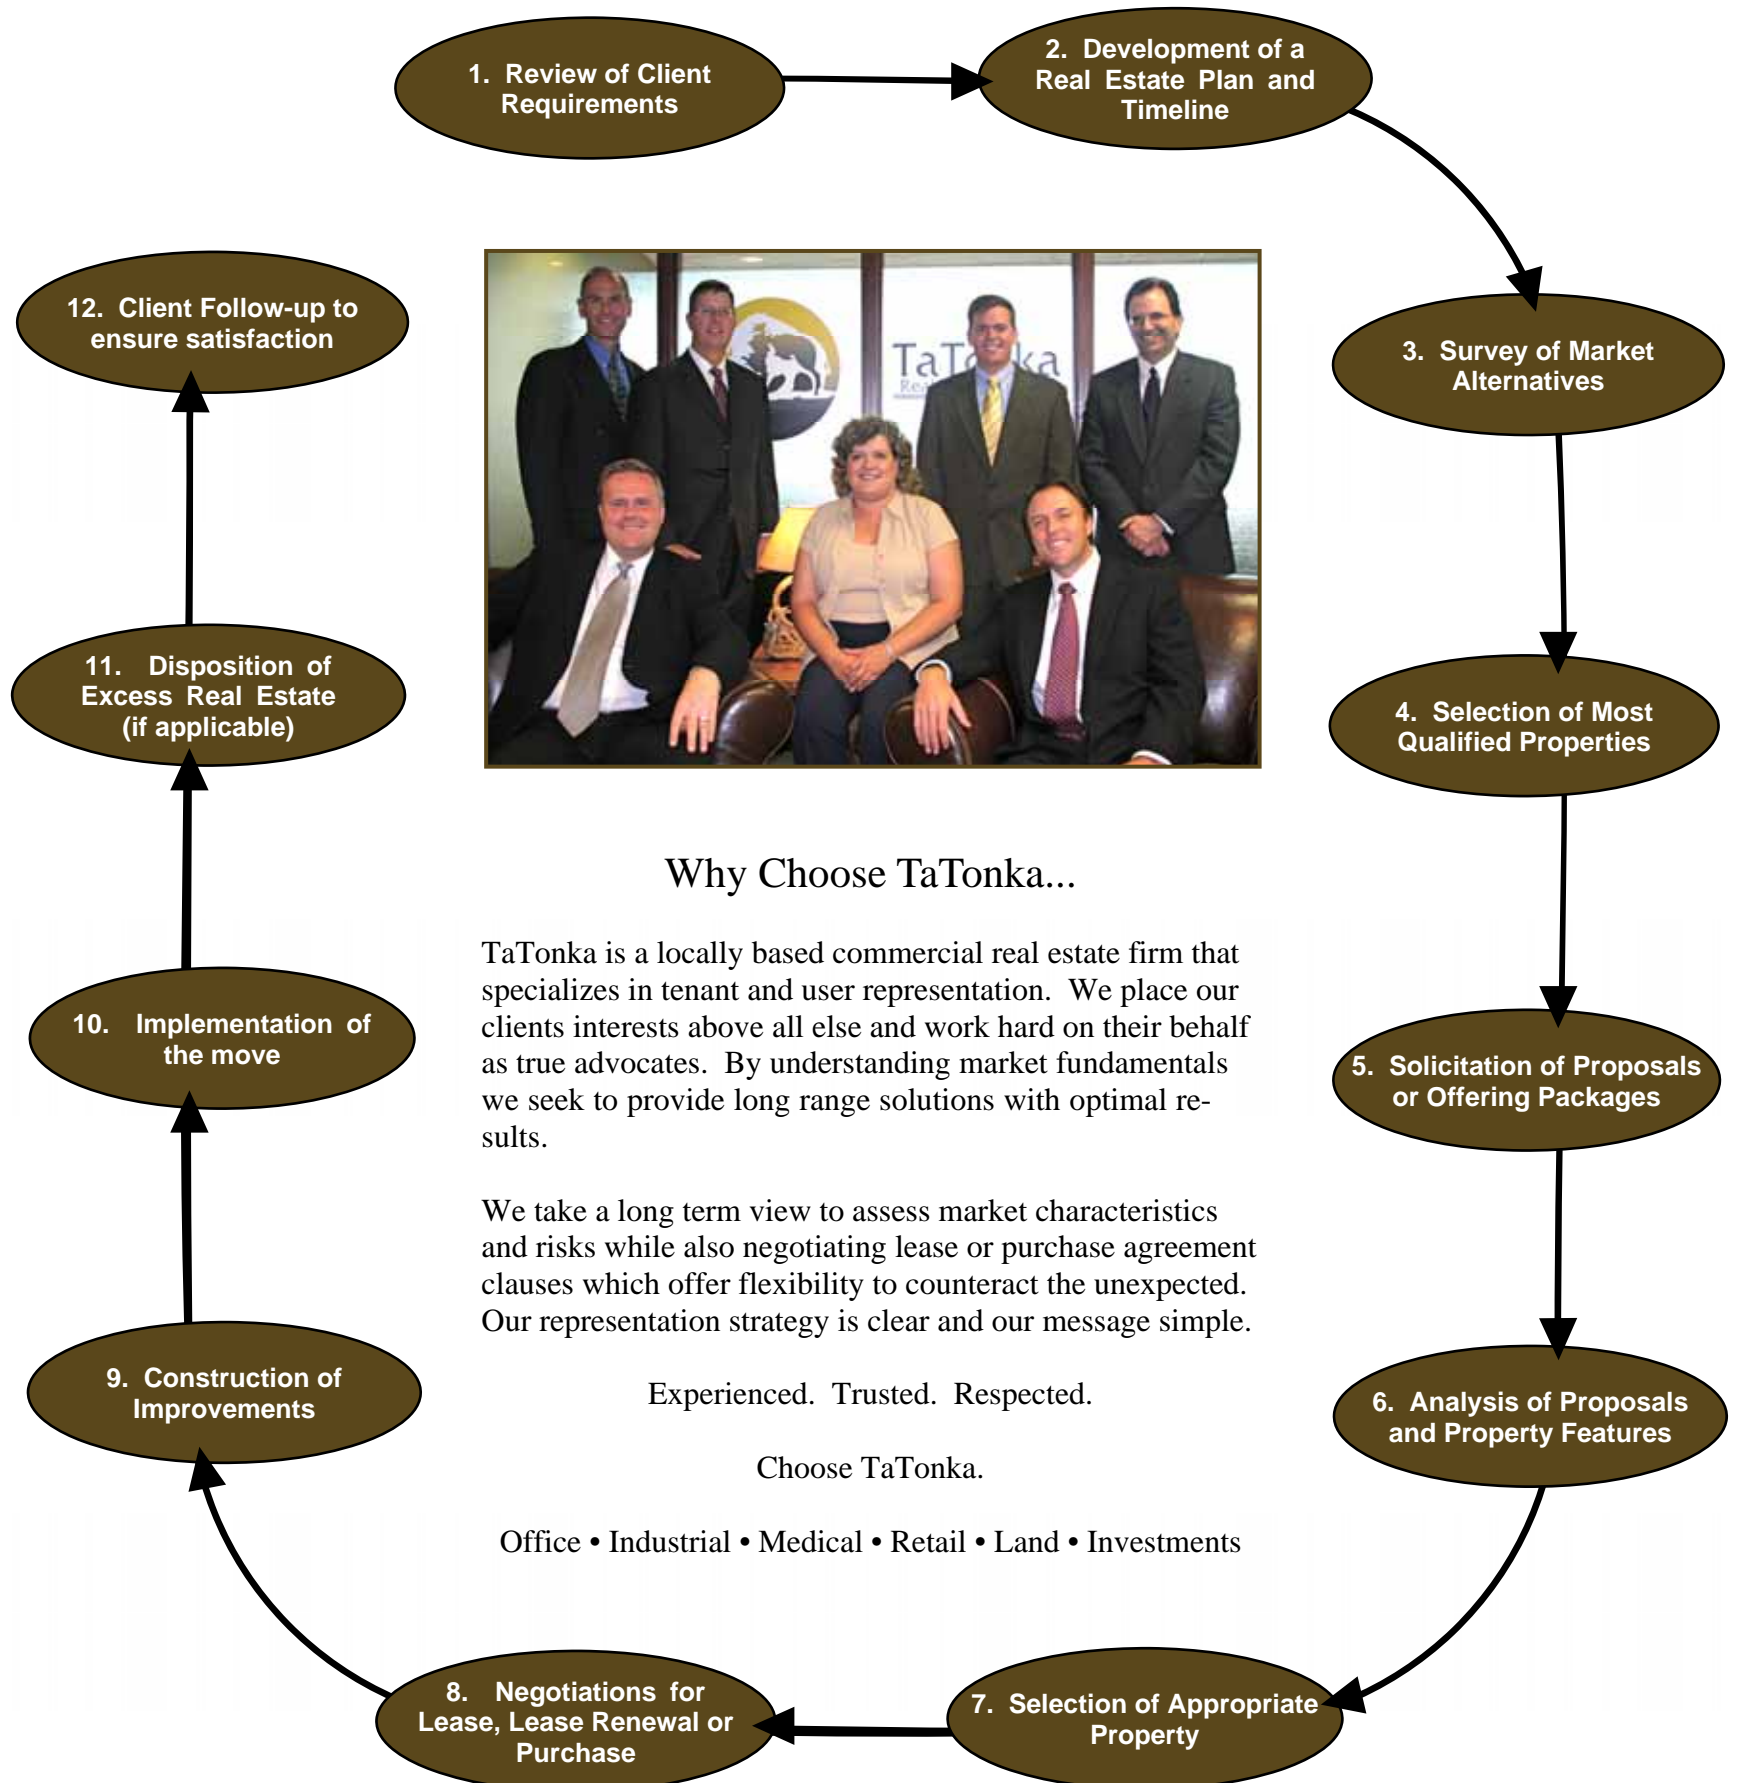 1. Review of Client
Requirements
2. Development of a
Real Estate Plan and
Timeline
3. Survey of Market
Alternatives
4. Selection of Most
Qualified Properties
5. Solicitation of Proposals
or Offering Packages
6. Analysis of Proposals
and Property Features
7. Selection of Appropriate
Property
8. Negotiations for
Lease, Lease Renewal or
Purchase
9. Construction of
Improvements
10. Implementation of
the move
11. Disposition of
Excess Real Estate
(if applicable)
12. Client Follow-up to
ensure satisfaction
TaTonka
Why Choose TaTonka...
TaTonka is a locally based commercial real estate firm that
specializes in tenant and user representation. We place our
clients interests above all else and work hard on their behalf
as true advocates. By understanding market fundamentals
we seek to provide long range solutions with optimal re-
sults.
We take a long term view to assess market characteristics
and risks while also negotiating lease or purchase agreement
clauses which offer flexibility to counteract the unexpected.
Our representation strategy is clear and our message simple.
Experienced. Trusted. Respected.
Choose TaTonka.
Office • Industrial • Medical • Retail • Land • Investments